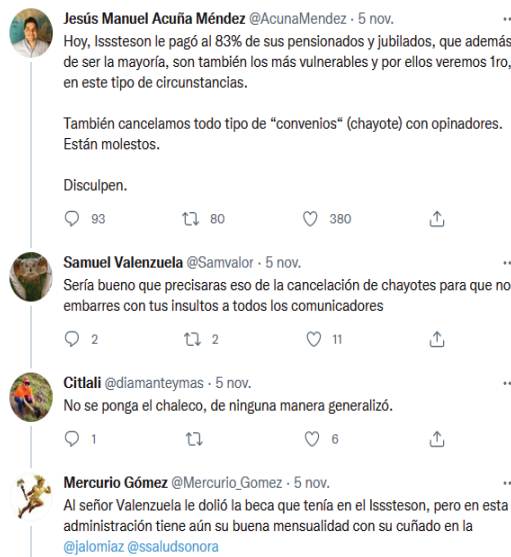 Jesús Manuel Acuña Méndez @AcunaMendez · 5 nov.
Hoy, Isssteson le pagó al 83% de sus pensionados y jubilados, que además
de ser la mayoría, son también los más vulnerables y por ellos veremos 1ro,
en este tipo de circunstancias.
También cancelamos todo tipo de “convenios“ (chayote) con opinadores.
Están molestos.
Disculpen.
93 80 380
Samuel Valenzuela @Samvalor · 5 nov.
Sería bueno que precisaras eso de la cancelación de chayotes para que no
embarres con tus insultos a todos los comunicadores
2 2 11
Citlali @diamanteymas · 5 nov.
No se ponga el chaleco, de ninguna manera generalizó.
1 6
Mercurio Gómez @Mercurio_Gomez · 5 nov.
Al señor Valenzuela le dolió la beca que tenía en el Isssteson, pero en esta
administración tiene aún su buena mensualidad con su cuñado en la
@jalomiaz @ssaludsonora